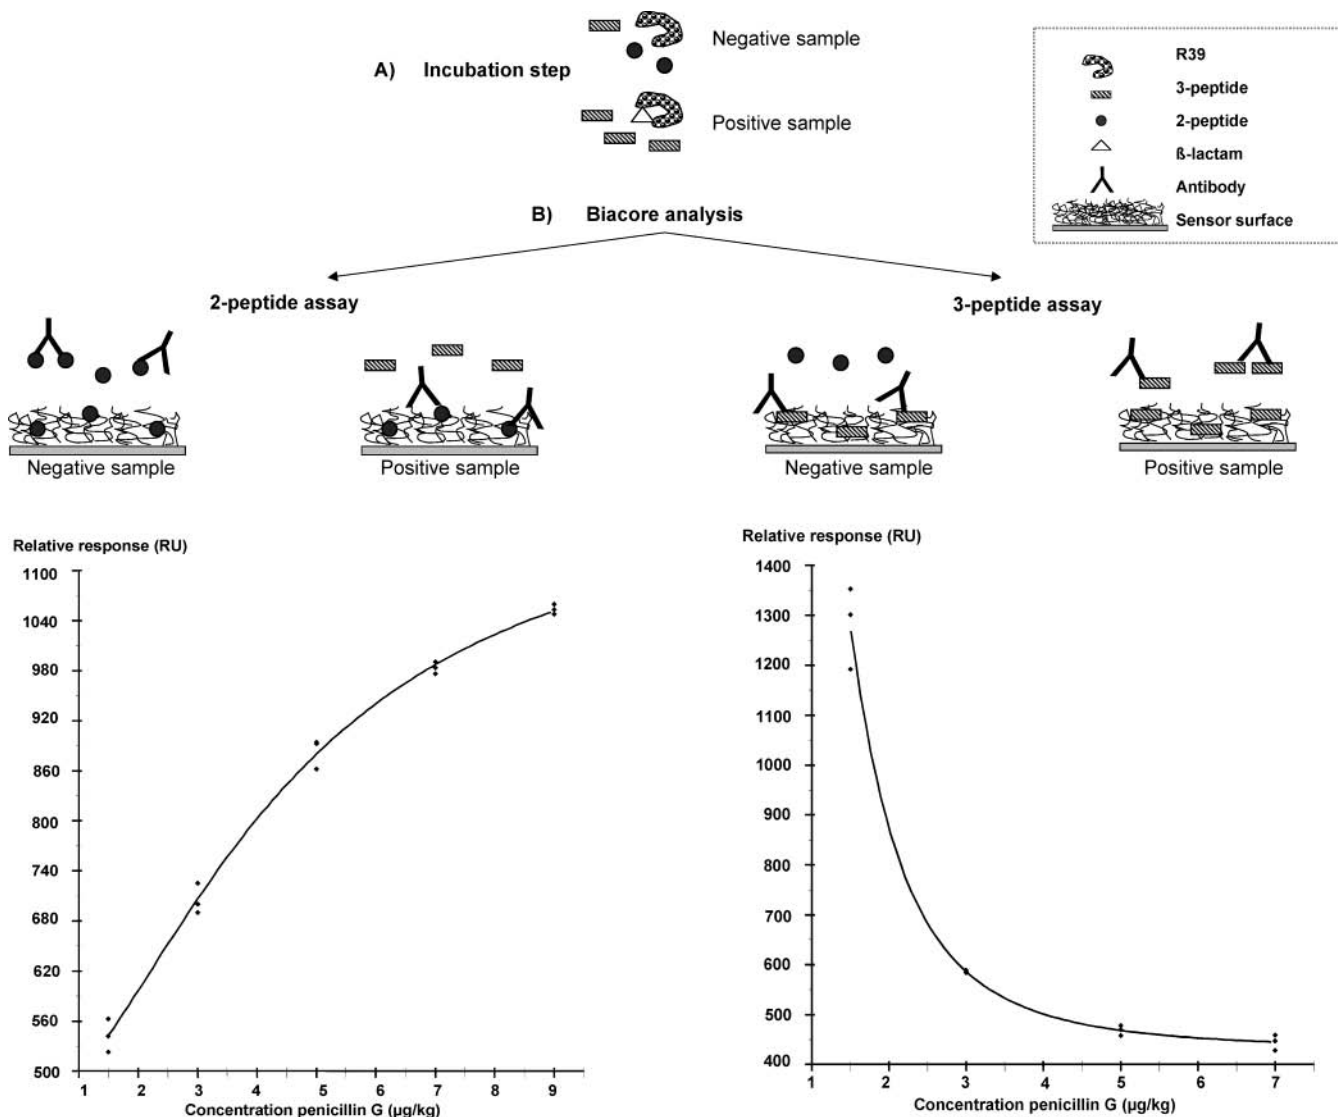 Negative sample
A) Incubation step
Positive sample
R39
3-peptide
2-peptide
ß-lactam
Antibody
Sensor surface
B) Biacore analysis
2-peptide assay
3-peptide assay
Negative sample
Positive sample
Negative sample
Positive sample
Relative response (RU)
1100
1040
980
920
860
800
740
680
620
560
500
1 2 3 4 5 6 7 8 9
Concentration penicillin G (µg/kg)
Relative response (RU)
1400
1300
1200
1100
1000
900
800
700
600
500
400
1 2 3 4 5 6 7
Concentration penicillin G (µg/kg)